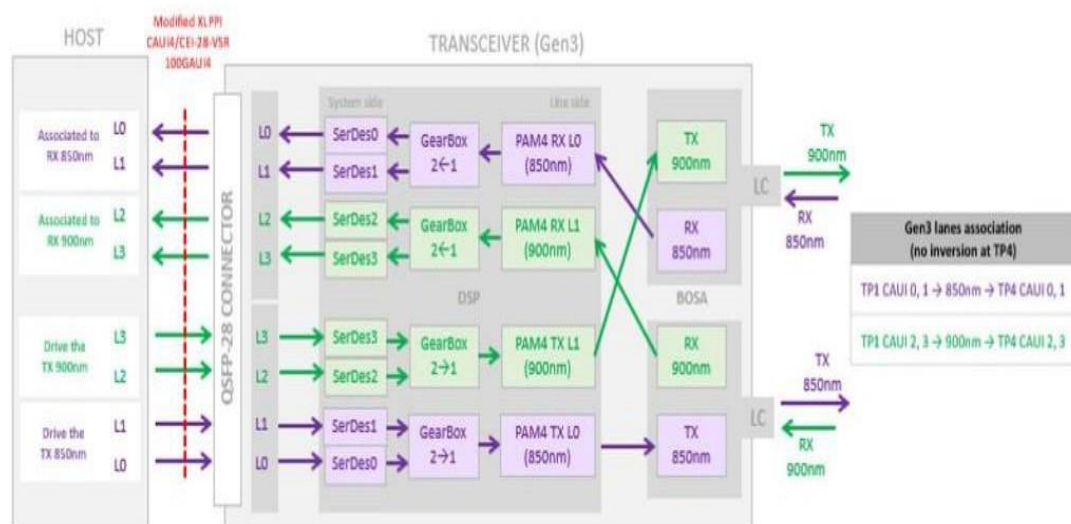 HOST
Modified XLPPI
CAUI4/CEI-28-VSR
100GAUI4
TRANSCEIVER (Gen3)
System side
Line side
Associated to
RX 850nm
L0
L1
Associated to
RX 900nm
L2
L3
Drive the
TX 900nm
L3
L2
Drive the
TX 850nm
L1
L0
QSFP-28 CONNECTOR
L0
L1
L2
L3
L3
L2
L1
L0
SerDes0
SerDes1
SerDes2
SerDes3
SerDes3
SerDes2
SerDes1
SerDes0
GearBox
2←1
GearBox
2←1
GearBox
2→1
GearBox
2→1
PAM4 RX L0
(850nm)
PAM4 RX L1
(900nm)
DSP
PAM4 TX L1
(900nm)
PAM4 TX L0
(850nm)
TX
900nm
RX
850nm
BOSA
RX
900nm
TX
850nm
LC
LC
TX
900nm
RX
850nm
TX
850nm
RX
900nm
Gen3 lanes association
(no inversion at TP4)
TP1 CAUI 0, 1 → 850nm → TP4 CAUI 0, 1
TP1 CAUI 2, 3 → 900nm → TP4 CAUI 2, 3